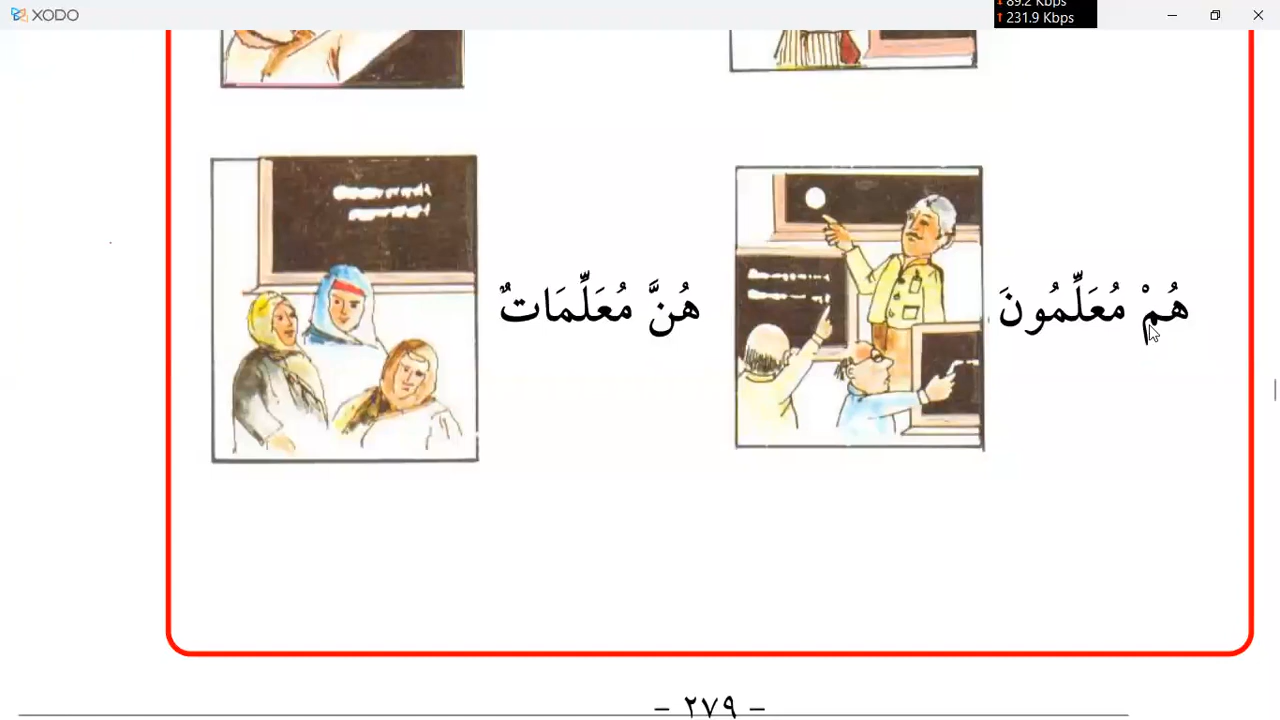 XODO
89.2 Kbps
↑ 231.9 Kbps
هُمْ مُعَلِّمُونَ
هُنَّ مُعَلِّمَاتٌ
- ٢٧٩ -